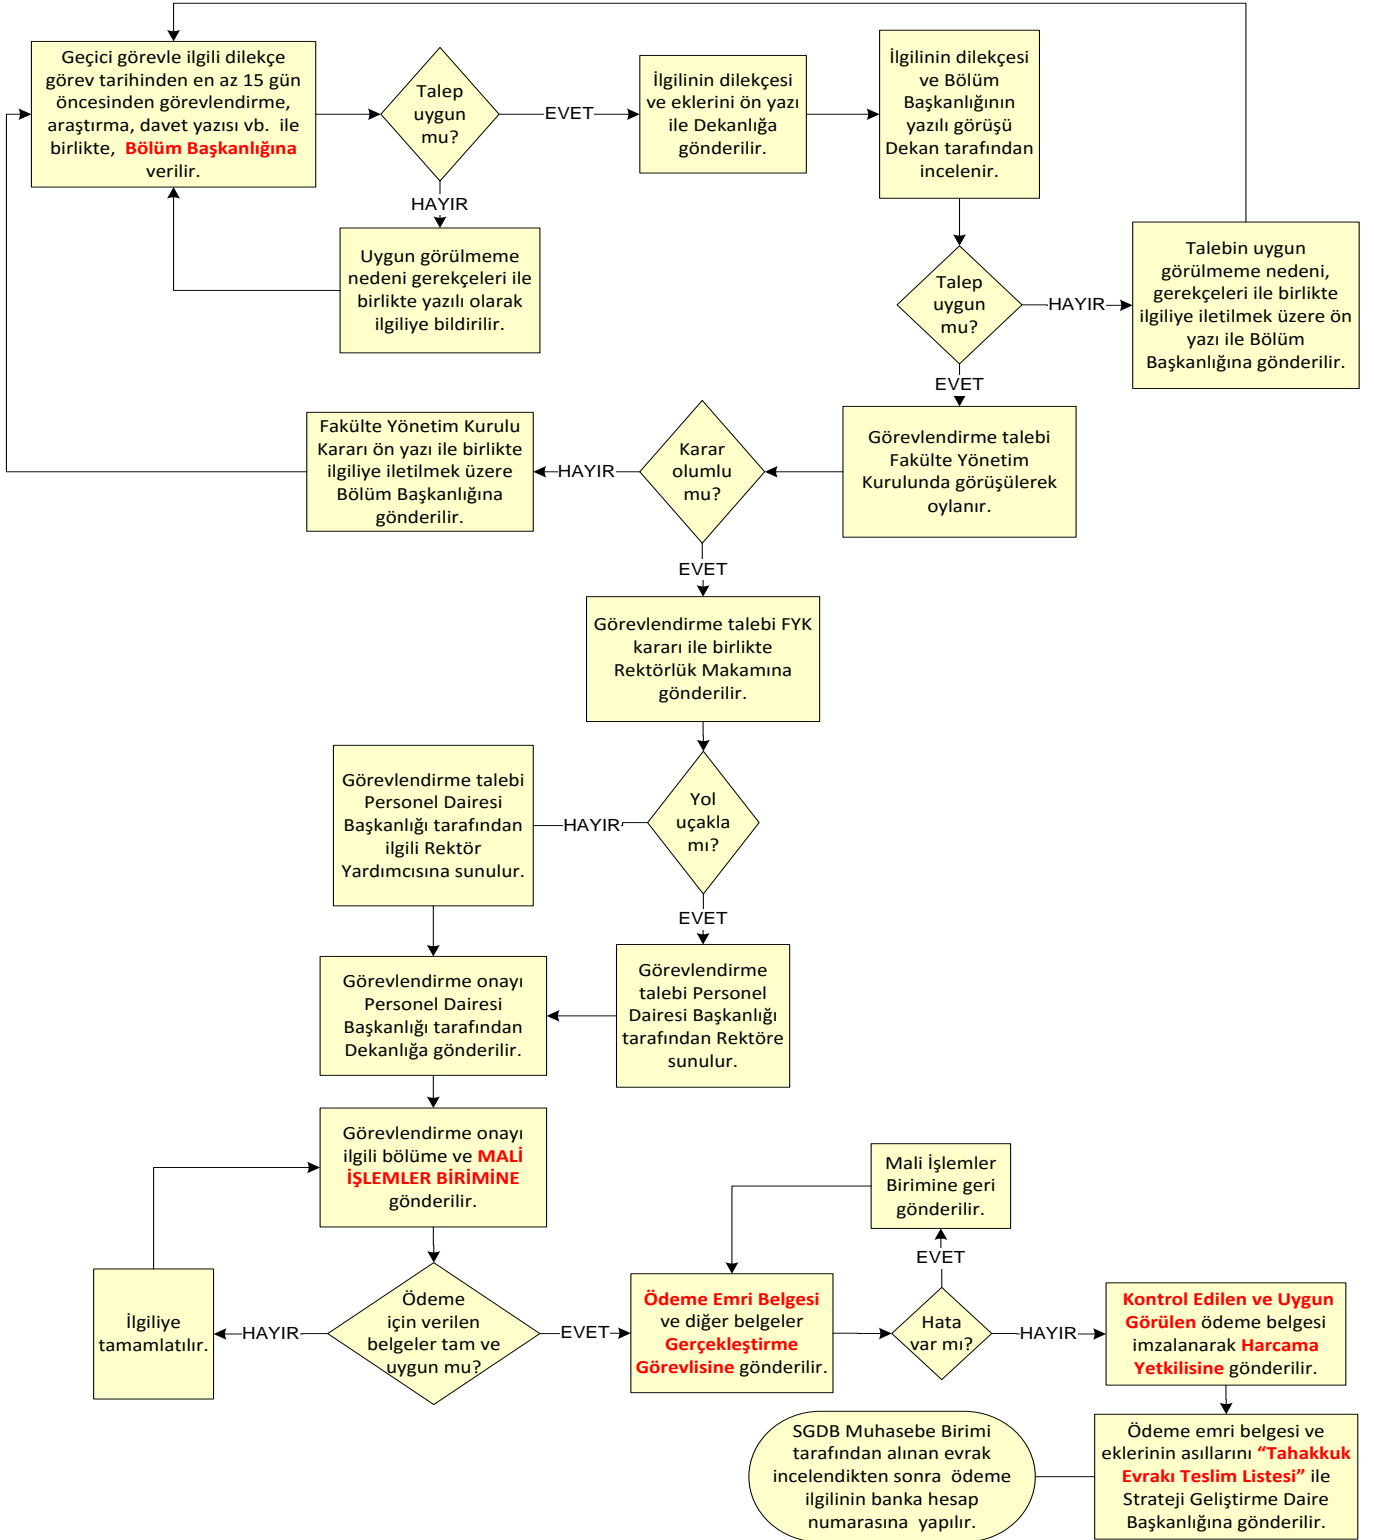 Geçici görevle ilgili dilekçe
görev tarihinden en az 15 gün
öncesinden görevlendirme,
araştırma, davet yazısı vb. ile
birlikte, Bölüm Başkanlığına
verilir.
Talep
uygun
mu?
EVET
İlgilinin dilekçesi
ve eklerini ön yazı
ile Dekanlığa
gönderilir.
İlgilinin dilekçesi
ve Bölüm
Başkanlığının
yazılı görüşü
Dekan tarafından
incelenir.
HAYIR
Uygun görülmeme
nedeni gerekçeleri ile
birlikte yazılı olarak
ilgiliye bildirilir.
Talep
uygun
mu?
HAYIR
Talebin uygun
görülmeme nedeni,
gerekçeleri ile birlikte
ilgiliye iletilmek üzere ön
yazı ile Bölüm
Başkanlığına gönderilir.
EVET
Görevlendirme talebi
Fakülte Yönetim
Kurulunda görüşülerek
oylanır.
Karar
olumlu
mu?
HAYIR
Fakülte Yönetim Kurulu
Kararı ön yazı ile birlikte
ilgiliye iletilmek üzere
Bölüm Başkanlığına
gönderilir.
EVET
Görevlendirme talebi FYK
kararı ile birlikte
Rektörlük Makamına
gönderilir.
Yol
uçakla
mı?
HAYIR
Görevlendirme talebi
Personel Dairesi
Başkanlığı tarafından
ilgili Rektör
Yardımcısına sunulur.
EVET
Görevlendirme
talebi Personel
Dairesi Başkanlığı
tarafından Rektöre
sunulur.
Görevlendirme onayı
Personel Dairesi
Başkanlığı tarafından
Dekanlığa gönderilir.
Görevlendirme onayı
ilgili bölüme ve MALİ
İŞLEMLER BİRİMİNE
gönderilir.
Ödeme
için verilen
belgeler tam ve
uygun mu?
HAYIR
İlgiliye
tamamlatılır.
EVET
Ödeme Emri Belgesi
ve diğer belgeler
Gerçekleştirme
Görevlisine gönderilir.
Hata
var mı?
EVET
Mali İşlemler
Birimine geri
gönderilir.
HAYIR
Kontrol Edilen ve Uygun
Görülen ödeme belgesi
imzalanarak Harcama
Yetkilisine gönderilir.
Ödeme emri belgesi ve
eklerinin asıllarını “Tahakkuk
Evrakı Teslim Listesi” ile
Strateji Geliştirme Daire
Başkanlığına gönderilir.
SGDB Muhasebe Birimi
tarafından alınan evrak
incelendikten sonra ödeme
ilgilinin banka hesap
numarasına yapılır.